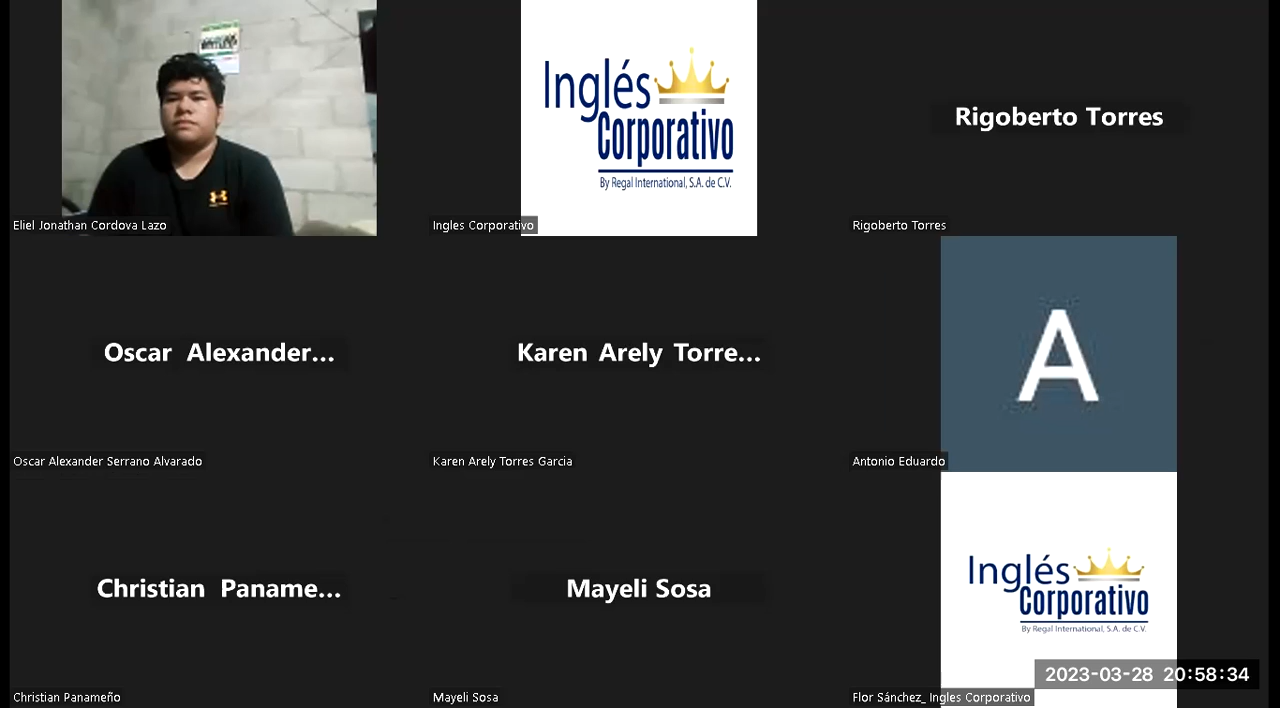 Eliel Jonathan Cordova Lazo
Inglés
Corporativo
By Regal International, S.A. de C.V.
Ingles Corporativo
Rigoberto Torres
Rigoberto Torres
Oscar Alexander...
Oscar Alexander Serrano Alvarado
Karen Arely Torre...
Karen Arely Torres Garcia
A
Antonio Eduardo
Christian Paname...
Christian Panameño
Mayeli Sosa
Mayeli Sosa
Inglés
Corporativo
By Regal International, S.A. de C.V.
Flor Sánchez_ Ingles Corporativo
2023-03-28 20:58:34